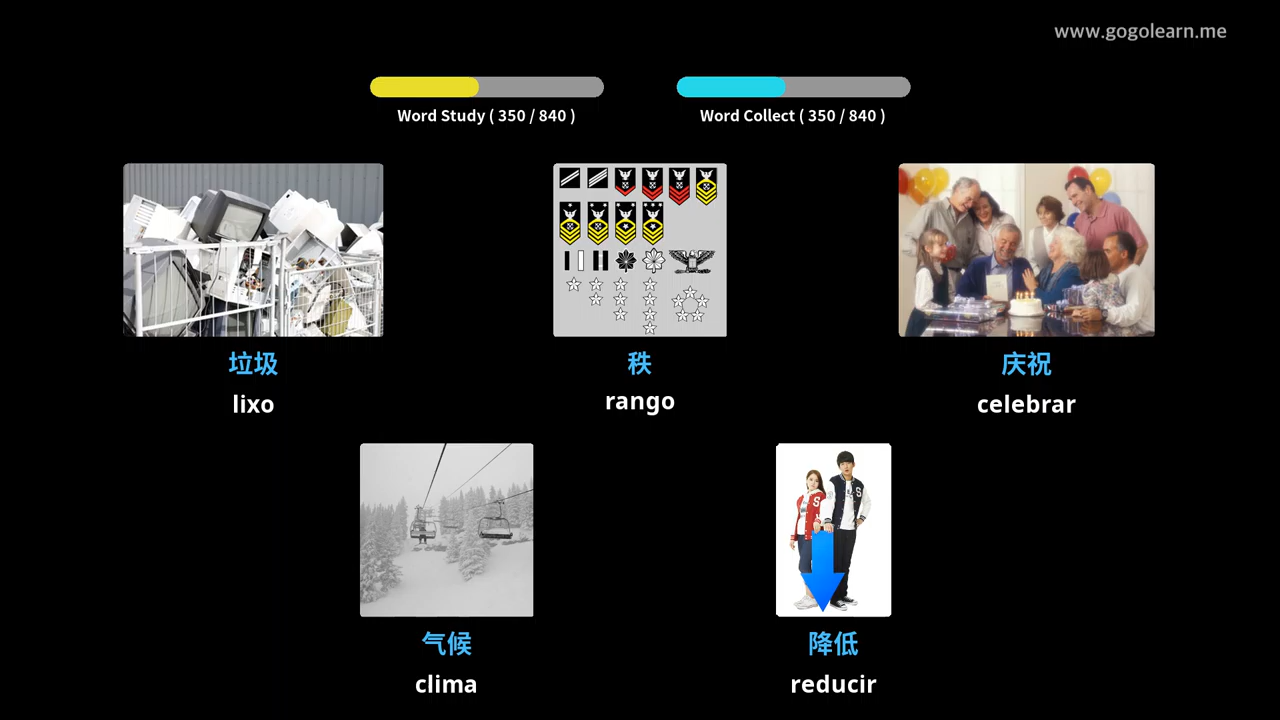 www.gogolearn.me
Word Study ( 350 / 840 )
Word Collect ( 350 / 840 )
垃圾
lixo
秩
rango
庆祝
celebrar
气候
clima
降低
reducir